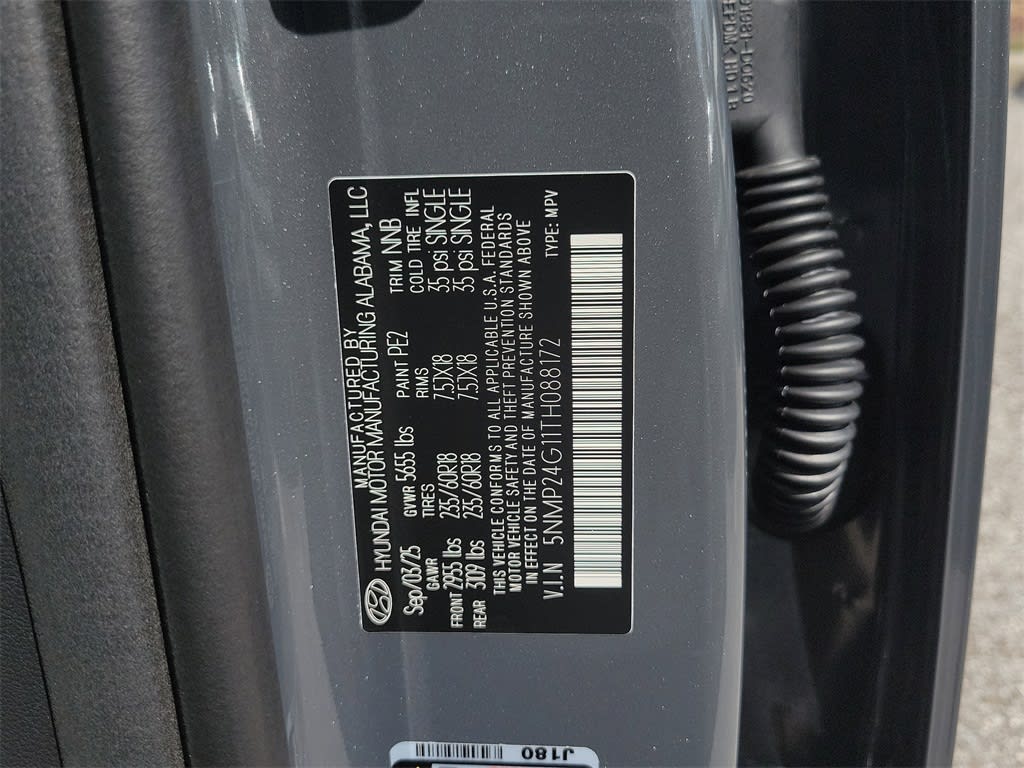 MANUFACTURED BY
HYUNDAI MOTOR MANUFACTURING ALABAMA, LLC
Sep/03/25 GVWR 5655 lbs PAINT PE2 TRIM NNB
GAWR TIRES RIMS COLD TIRE INFL
FRONT 2955 lbs 235/60R18 7.5JX18 35 psi SINGLE
REAR 3109 lbs 235/60R18 7.5JX18 35 psi SINGLE
THIS VEHICLE CONFORMS TO ALL APPLICABLE U.S.A. FEDERAL
MOTOR VEHICLE SAFETY AND THEFT PREVENTION STANDARDS
IN EFFECT ON THE DATE OF MANUFACTURE SHOWN ABOVE
V.I.N 5NMP24G11TH088172 TYPE: MPV
J180